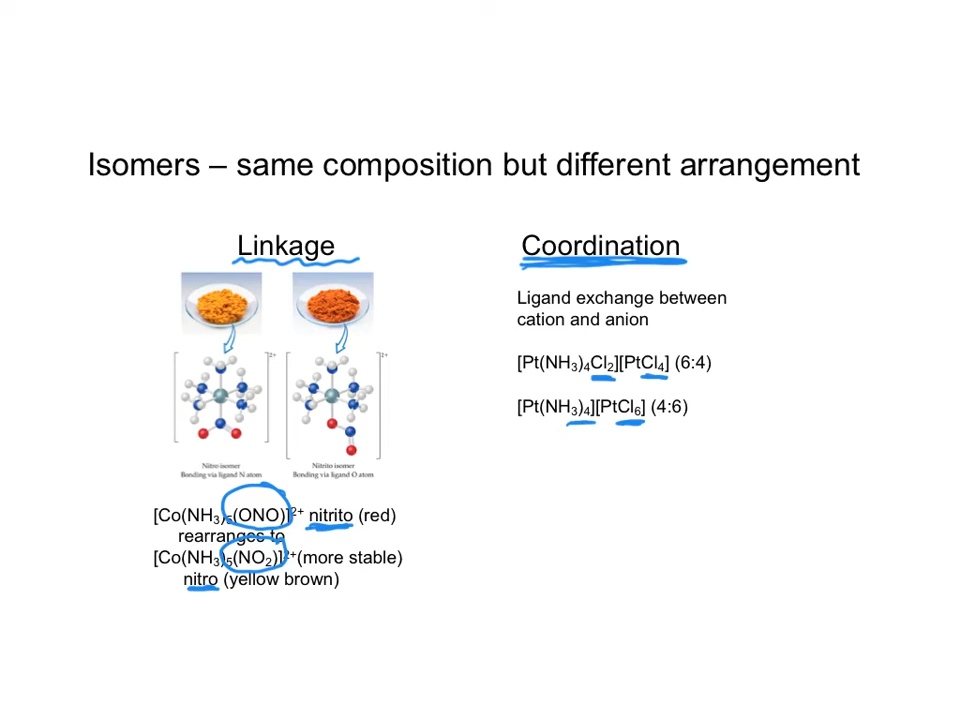 Isomers – same composition but different arrangement
Linkage
2+
2+
Nitro isomer
Bonding via ligand N atom
Nitrito isomer
Bonding via ligand O atom
[Co(NH₃)₅(ONO)]²⁺ nitrito (red)
rearranges to
[Co(NH₃)₅(NO₂)]²⁺(more stable)
nitro (yellow brown)
Coordination
Ligand exchange between
cation and anion
[Pt(NH₃)₄Cl₂][PtCl₄] (6:4)
[Pt(NH₃)₄][PtCl₆] (4:6)